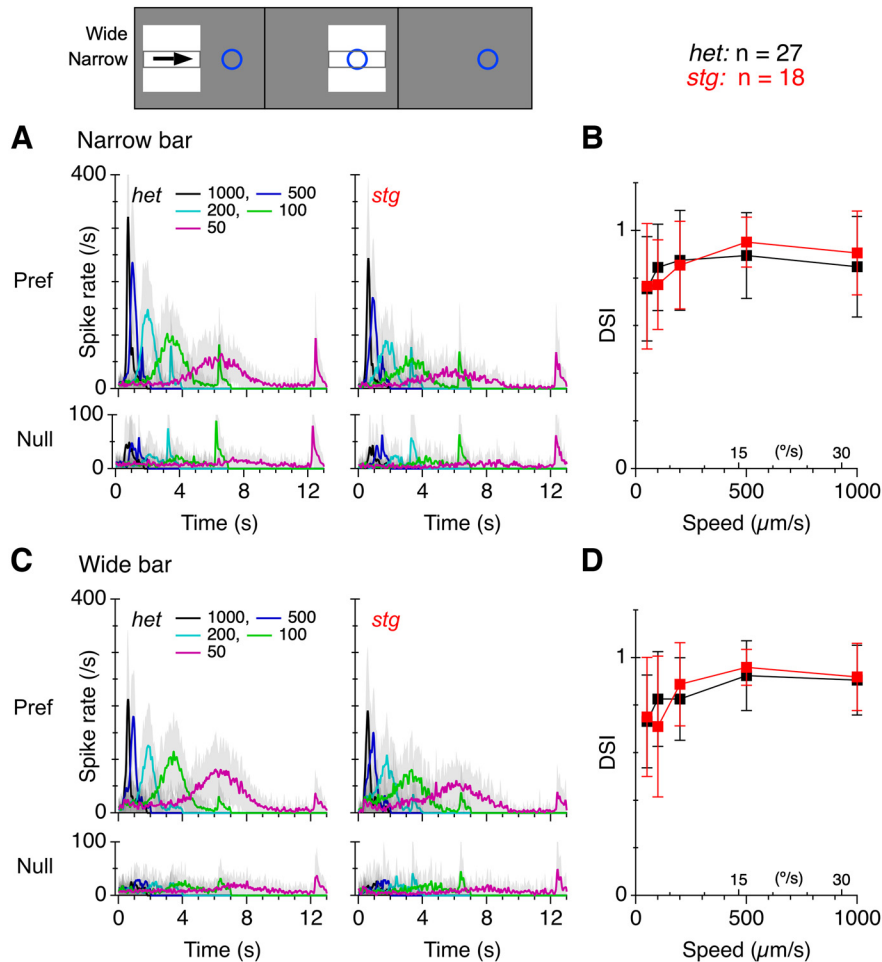 Wide
Narrow
het: n = 27
stg: n = 18
A Narrow bar
B
400
het
1000, 500
200, 100
50
stg
Pref
Spike rate (/s)
0
100
Null
0
0 4 8 12
0 4 8 12
Time (s)
Time (s)
1
DSI
0
15 (º/s) 30
0 500 1000
Speed (µm/s)
C Wide bar
D
400
het
1000, 500
200, 100
50
stg
Pref
Spike rate (/s)
0
100
Null
0
0 4 8 12
0 4 8 12
Time (s)
Time (s)
1
DSI
0
15 (º/s) 30
0 500 1000
Speed (µm/s)